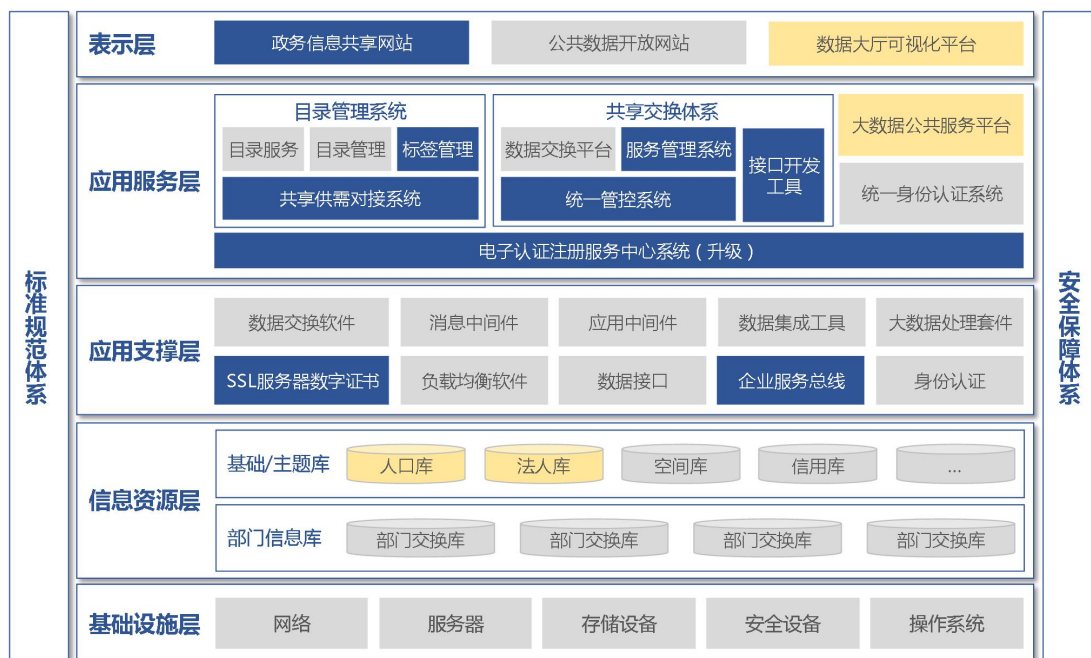 标准规范体系
表示层
政务信息共享网站
公共数据开放网站
数据大厅可视化平台
应用服务层
目录管理系统
目录服务
目录管理
标签管理
共享供需对接系统
共享交换体系
数据交换平台
服务管理系统
统一管控系统
接口开发
工具
大数据公共服务平台
统一身份认证系统
电子认证注册服务中心系统（升级）
应用支撑层
数据交换软件
消息中间件
应用中间件
数据集成工具
大数据处理套件
SSL服务器数字证书
负载均衡软件
数据接口
企业服务总线
身份认证
信息资源层
基础/主题库
人口库
法人库
空间库
信用库
...
部门信息库
部门交换库
部门交换库
部门交换库
部门交换库
基础设施层
网络
服务器
存储设备
安全设备
操作系统
安全保障体系